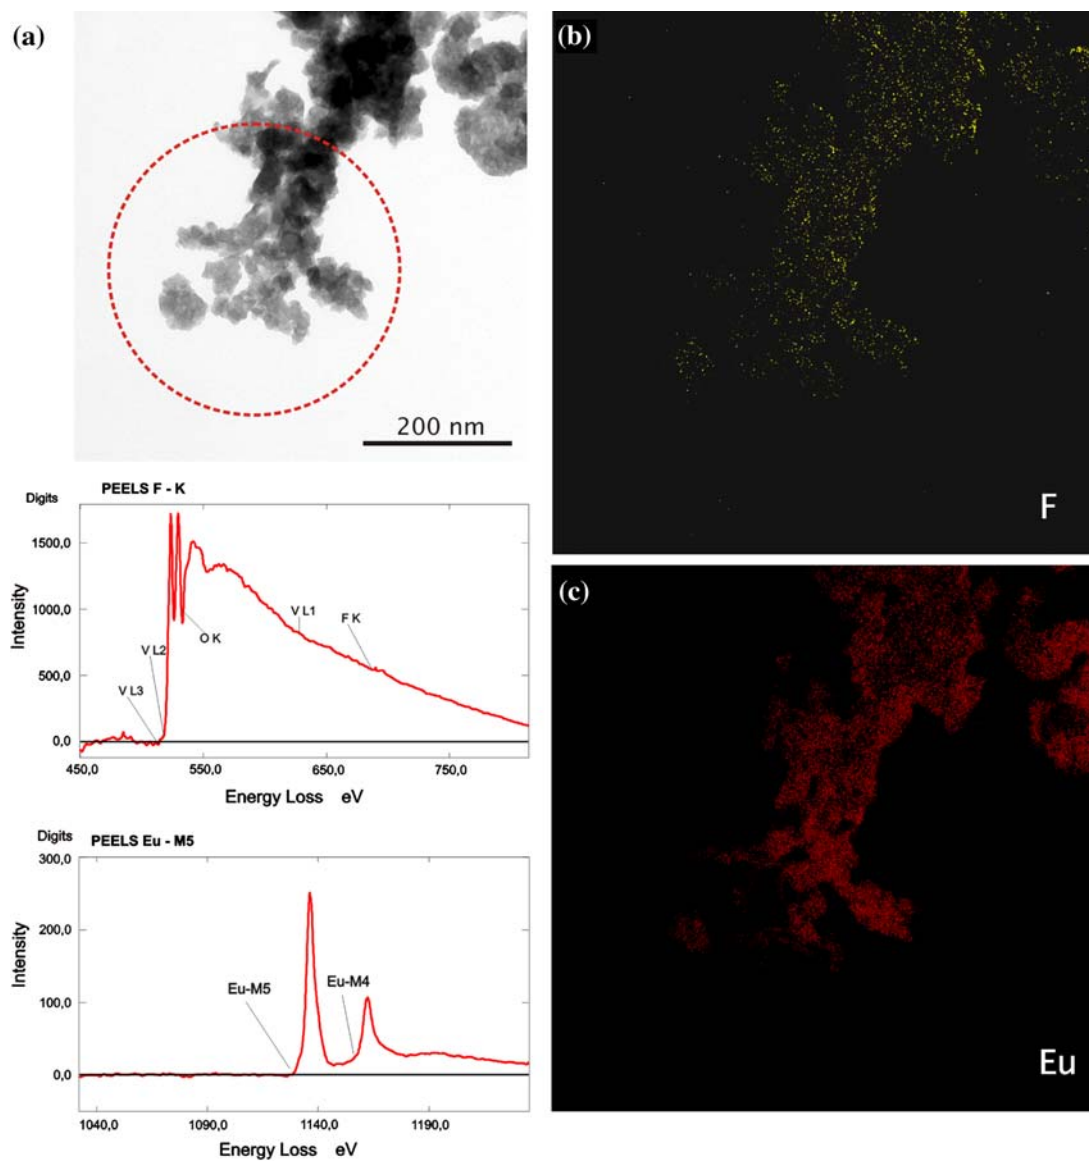 (a)
200 nm
Digits
PEELS F - K
Intensity
1500,0
1000,0
500,0
0,0
V L3
V L2
O K
V L1
F K
450,0 550,0 650,0 750,0
Energy Loss eV
Digits
PEELS Eu - M5
Intensity
300,0
200,0
100,0
0,0
Eu-M5
Eu-M4
1040,0 1090,0 1140,0 1190,0
Energy Loss eV
(b)
F
(c)
Eu